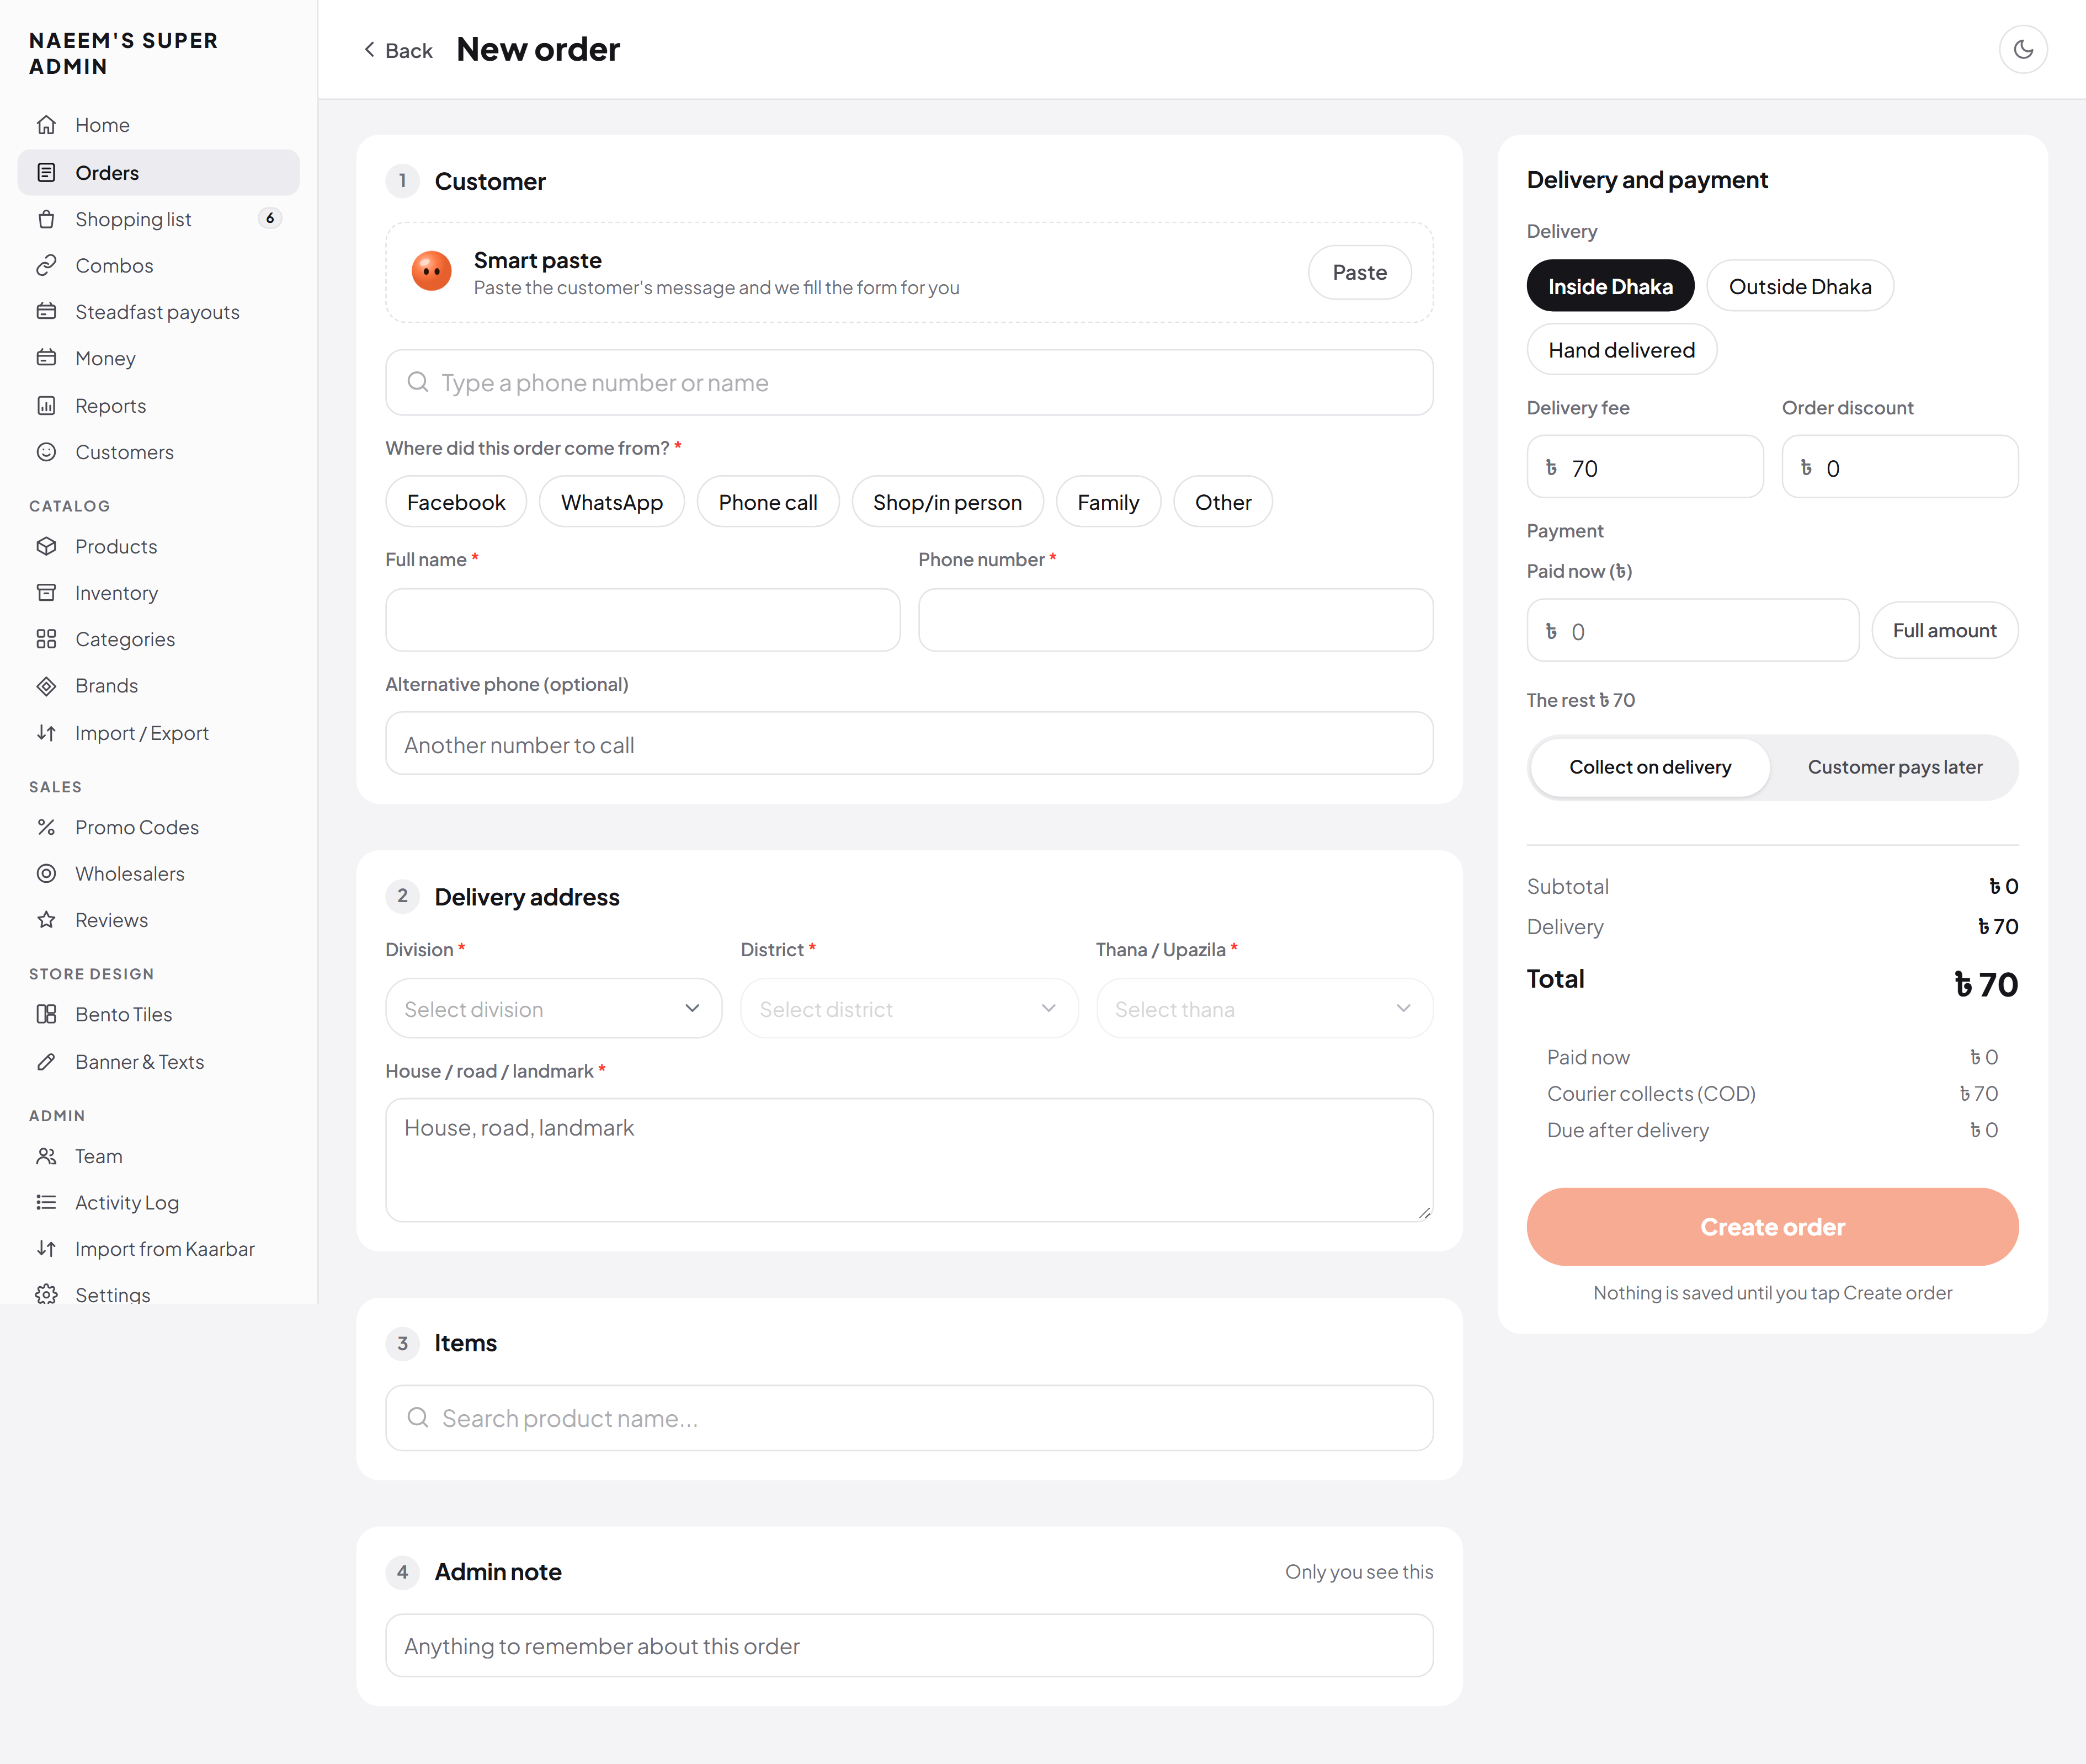 NAEEM'S SUPER
ADMIN
Home
Orders
Shopping list 6
Combos
Steadfast payouts
Money
Reports
Customers
CATALOG
Products
Inventory
Categories
Brands
Import / Export
SALES
Promo Codes
Wholesalers
Reviews
STORE DESIGN
Bento Tiles
Banner & Texts
ADMIN
Team
Activity Log
Import from Kaarbar
Settings
Back New order
1 Customer
Smart paste
Paste the customer's message and we fill the form for you
Paste
Type a phone number or name
Where did this order come from? *
Facebook WhatsApp Phone call Shop/in person Family Other
Full name * Phone number *
Alternative phone (optional)
Another number to call
2 Delivery address
Division * District * Thana / Upazila *
Select division Select district Select thana
House / road / landmark *
House, road, landmark
3 Items
Search product name...
4 Admin note Only you see this
Anything to remember about this order
Delivery and payment
Delivery
Inside Dhaka Outside Dhaka
Hand delivered
Delivery fee Order discount
৳ 70 ৳ 0
Payment
Paid now (৳)
৳ 0 Full amount
The rest ৳ 70
Collect on delivery Customer pays later
Subtotal ৳ 0
Delivery ৳ 70
Total ৳ 70
Paid now ৳ 0
Courier collects (COD) ৳ 70
Due after delivery ৳ 0
Create order
Nothing is saved until you tap Create order